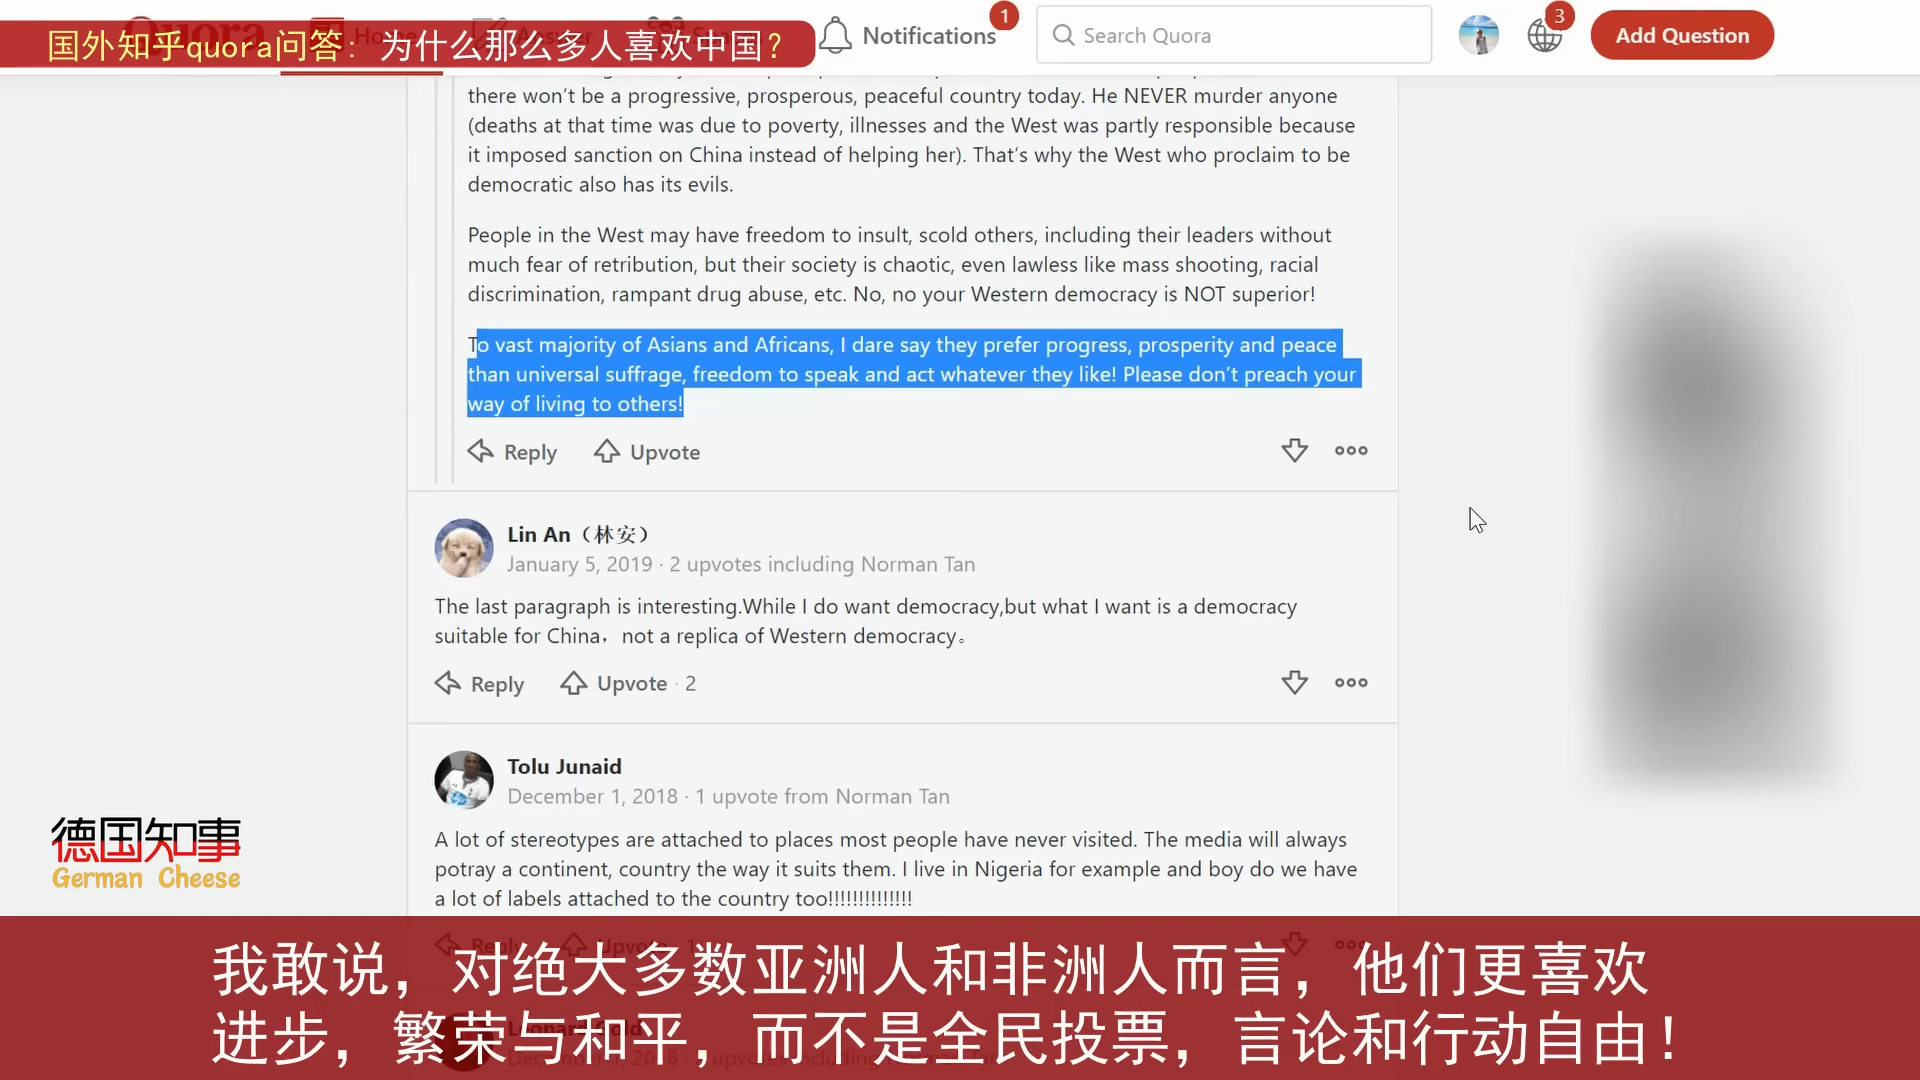 国外知乎quora问答：为什么那么多人喜欢中国？
Notifications
1
Search Quora
3
Add Question
there won't be a progressive, prosperous, peaceful country today. He NEVER murder anyone
(deaths at that time was due to poverty, illnesses and the West was partly responsible because
it imposed sanction on China instead of helping her). That's why the West who proclaim to be
democratic also has its evils.
People in the West may have freedom to insult, scold others, including their leaders without
much fear of retribution, but their society is chaotic, even lawless like mass shooting, racial
discrimination, rampant drug abuse, etc. No, no your Western democracy is NOT superior!
To vast majority of Asians and Africans, I dare say they prefer progress, prosperity and peace
than universal suffrage, freedom to speak and act whatever they like! Please don't preach your
way of living to others!
Reply
Upvote
Lin An（林安）
January 5, 2019 · 2 upvotes including Norman Tan
The last paragraph is interesting.While I do want democracy,but what I want is a democracy
suitable for China，not a replica of Western democracy。
Reply
Upvote · 2
Tolu Junaid
December 1, 2018 · 1 upvote from Norman Tan
A lot of stereotypes are attached to places most people have never visited. The media will always
potray a continent, country the way it suits them. I live in Nigeria for example and boy do we have
a lot of labels attached to the country too!!!!!!!!!!!!!!
德国知事
German Cheese
我敢说，对绝大多数亚洲人和非洲人而言，他们更喜欢
进步，繁荣与和平，而不是全民投票，言论和行动自由！